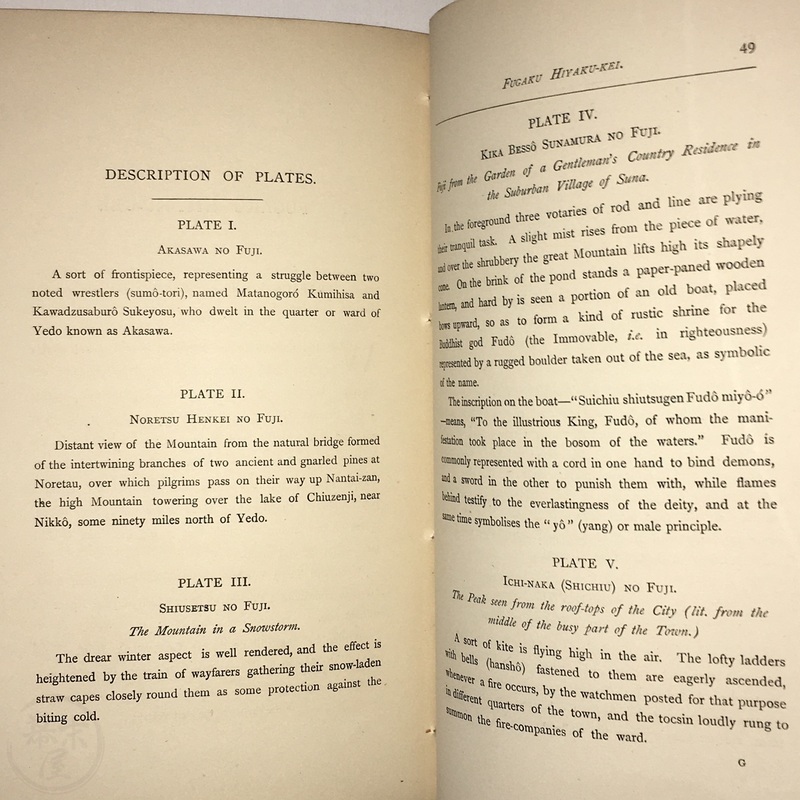 DESCRIPTION OF PLATES.
PLATE I.
Akasawa no Fuji.
A sort of frontispiece, representing a struggle between two
noted wrestlers (sumô-tori), named Matanogoró Kumihisa and
Kawadzusaburô Sukeyosu, who dwelt in the quarter or ward of
Yedo known as Akasawa.
PLATE II.
Noretsu Henkei no Fuji.
Distant view of the Mountain from the natural bridge formed
of the intertwining branches of two ancient and gnarled pines at
Noretau, over which pilgrims pass on their way up Nantai-zan,
the high Mountain towering over the lake of Chiuzenji, near
Nikkô, some ninety miles north of Yedo.
PLATE III.
Shiusetsu no Fuji.
The Mountain in a Snowstorm.
The drear winter aspect is well rendered, and the effect is
heightened by the train of wayfarers gathering their snow-laden
straw capes closely round them as some protection against the
biting cold.
49
Fugaku Hiyaku-kei.
PLATE IV.
Kika Bessô Sunamura no Fuji.
Fuji from the Garden of a Gentleman's Country Residence in
the Suburban Village of Suna.
In the foreground three votaries of rod and line are plying
their tranquil task. A slight mist rises from the piece of water,
and over the shrubbery the great Mountain lifts high its shapely
cone. On the brink of the pond stands a paper-paned wooden
lantern, and hard by is seen a portion of an old boat, placed
bows upward, so as to form a kind of rustic shrine for the
Buddhist god Fudô (the Immovable, i.e. in righteousness)
represented by a rugged boulder taken out of the sea, as symbolic
of the name.
The inscription on the boat—"Suichiu shiutsugen Fudô miyô-ó"
—means, "To the illustrious King, Fudô, of whom the mani-
festation took place in the bosom of the waters." Fudô is
commonly represented with a cord in one hand to bind demons,
and a sword in the other to punish them with, while flames
behind testify to the everlastingness of the deity, and at the
same time symbolises the "yô" (yang) or male principle.
PLATE V.
Ichi-naka (Shichiu) no Fuji.
The Peak seen from the roof-tops of the City (lit. from the
middle of the busy part of the Town.)
A sort of kite is flying high in the air. The lofty ladders
with bells (hanshô) fastened to them are eagerly ascended,
whenever a fire occurs, by the watchmen posted for that purpose
in different quarters of the town, and the tocsin loudly rung to
summon the fire-companies of the ward.
G